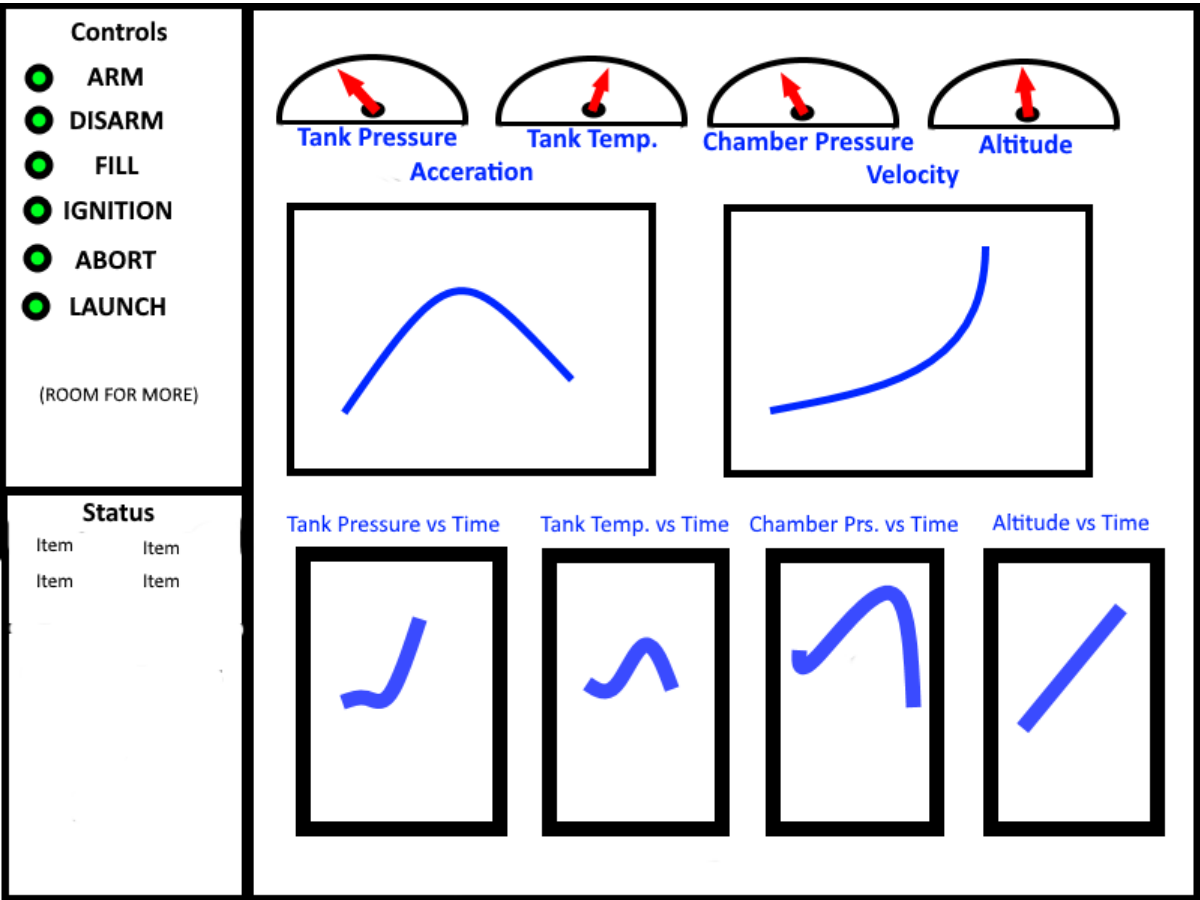 Controls
ARM
DISARM
FILL
IGNITION
ABORT
LAUNCH
(ROOM FOR MORE)
Status
Item Item
Item Item
Tank Pressure Tank Temp. Chamber Pressure Altitude
Acceration Velocity
Tank Pressure vs Time Tank Temp. vs Time Chamber Prs. vs Time Altitude vs Time